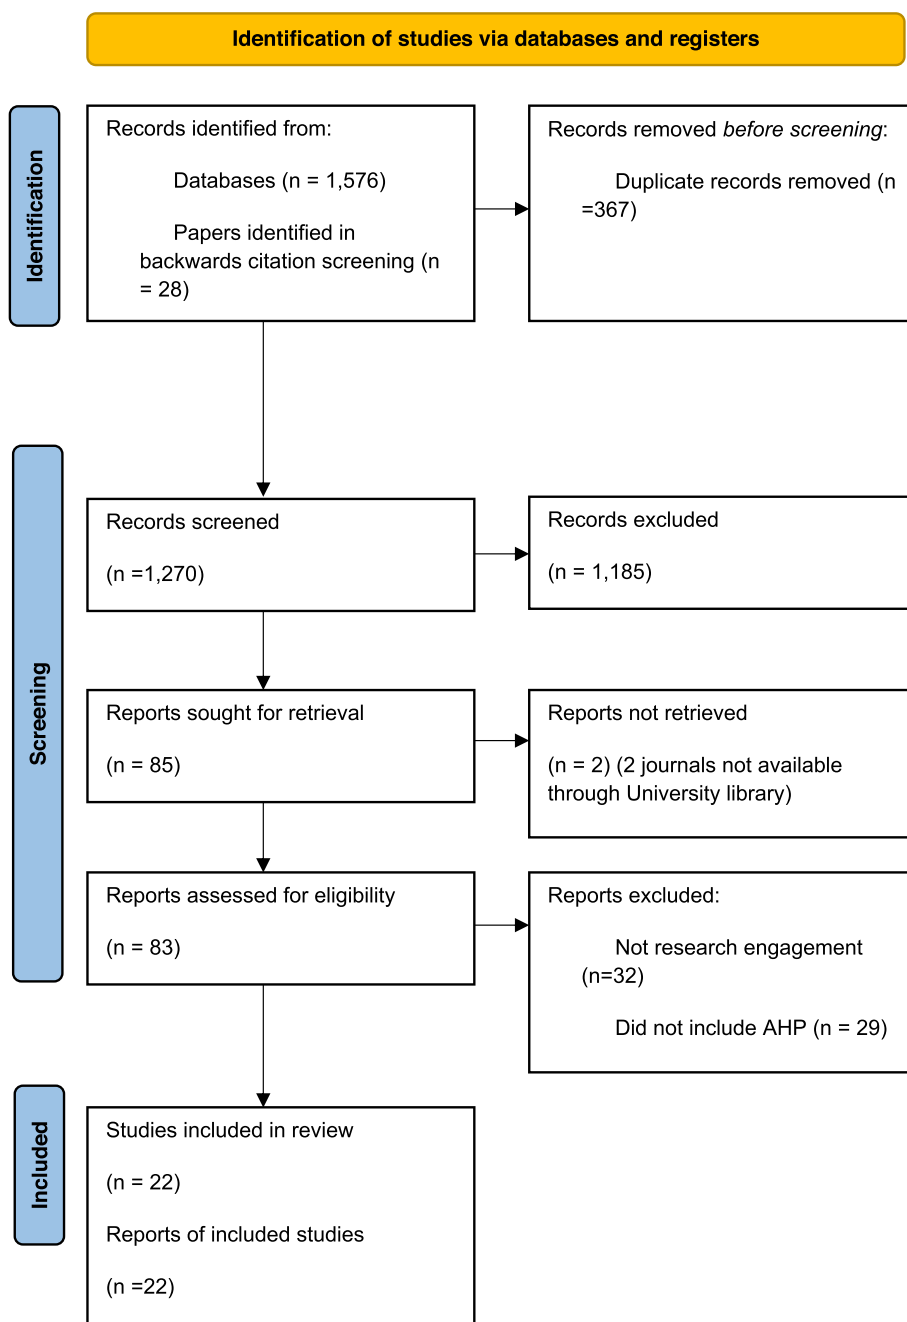 Identification of studies via databases and registers
Identification
Records identified from:
Databases (n = 1,576)
Papers identified in
backwards citation screening (n
= 28)
Records removed before screening:
Duplicate records removed (n
=367)
Screening
Records screened
(n =1,270)
Records excluded
(n = 1,185)
Reports sought for retrieval
(n = 85)
Reports not retrieved
(n = 2) (2 journals not available
through University library)
Reports assessed for eligibility
(n = 83)
Reports excluded:
Not research engagement
(n=32)
Did not include AHP (n = 29)
Included
Studies included in review
(n = 22)
Reports of included studies
(n =22)